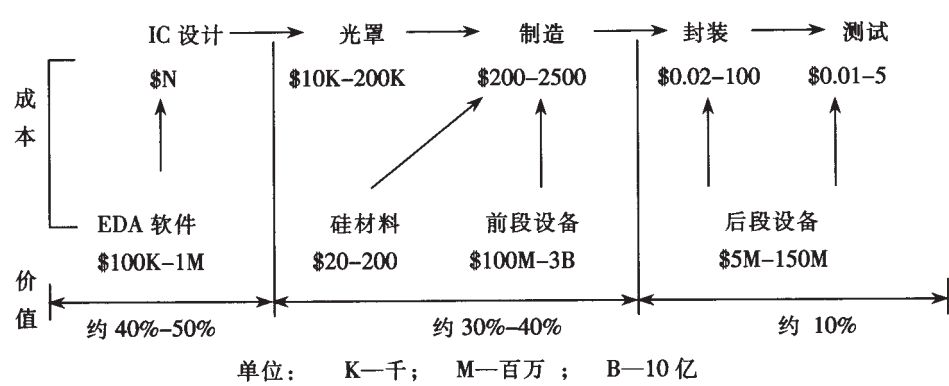 IC 设计 光罩 制造 封装 测试
$N $10K–200K $200–2500 $0.02–100 $0.01–5
成本
EDA 软件 硅材料 前段设备 后段设备
$100K–1M $20–200 $100M–3B $5M–150M
价值
约 40%–50% 约 30%–40% 约 10%
单位： K—千； M—百万 ； B—10 亿